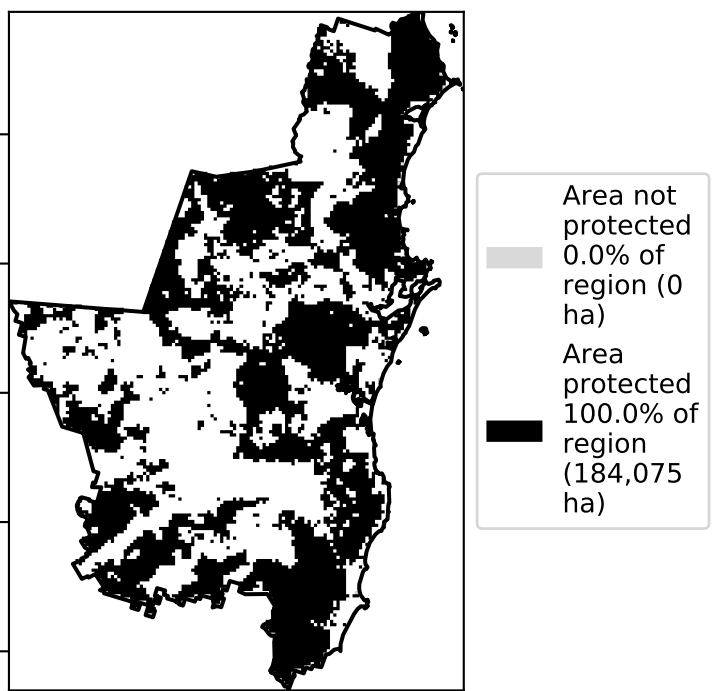 Area not
protected
0.0% of
region (0
ha)
Area
protected
100.0% of
region
(184,075
ha)